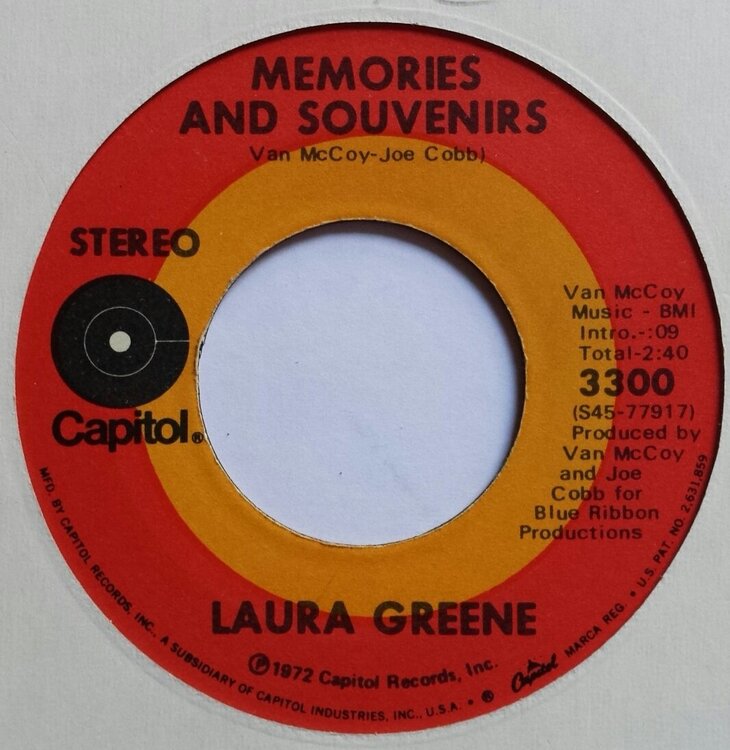 MEMORIES
AND SOUVENIRS
Van McCoy-Joe Cobb)
STEREO
Capitol®
Van McCoy
Music - BMI
Intro.-:09
Total-2:40
3300
(S45-77917)
Produced by
Van McCoy
and Joe
Cobb for
Blue Ribbon
Productions
LAURA GREENE
℗1972 Capitol Records, Inc.
MFD. BY CAPITOL RECORDS, INC., A SUBSIDIARY OF CAPITOL INDUSTRIES, INC., U.S.A. • ® Capitol MARCA REG. • U.S. PAT. NO. 2,631,859